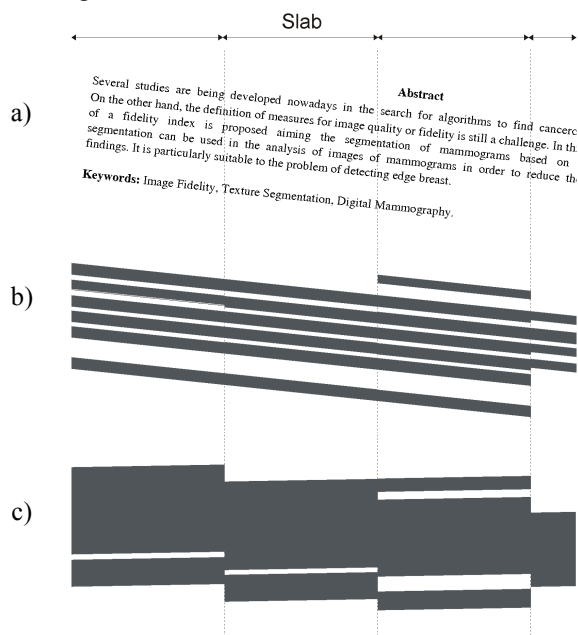 Slab
a)
Abstract
Several studies are being developed nowadays in the search for algorithms to find cancero
On the other hand, the definition of measures for image quality or fidelity is still a challenge. In th
of a fidelity index is proposed aiming the segmentation of mammograms based on
segmentation can be used in the analysis of images of mammograms in order to reduce the
findings. It is particularly suitable to the problem of detecting edge breast.
Keywords: Image Fidelity, Texture Segmentation, Digital Mammography.
b)
c)